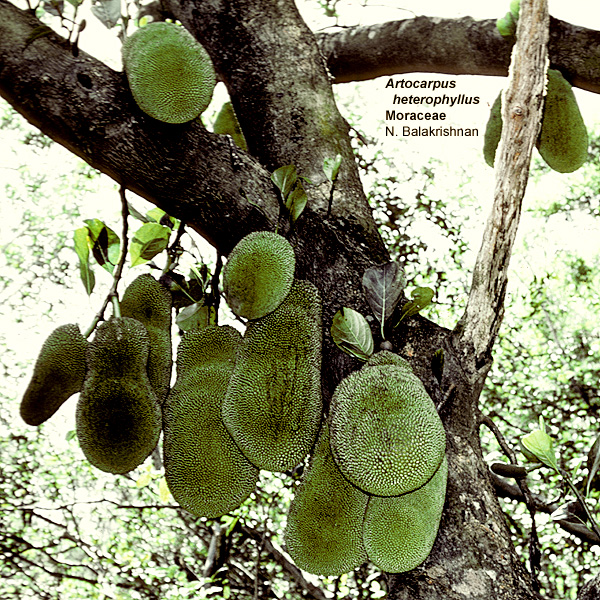 Artocarpus
heterophyllus
Moraceae
N. Balakrishnan